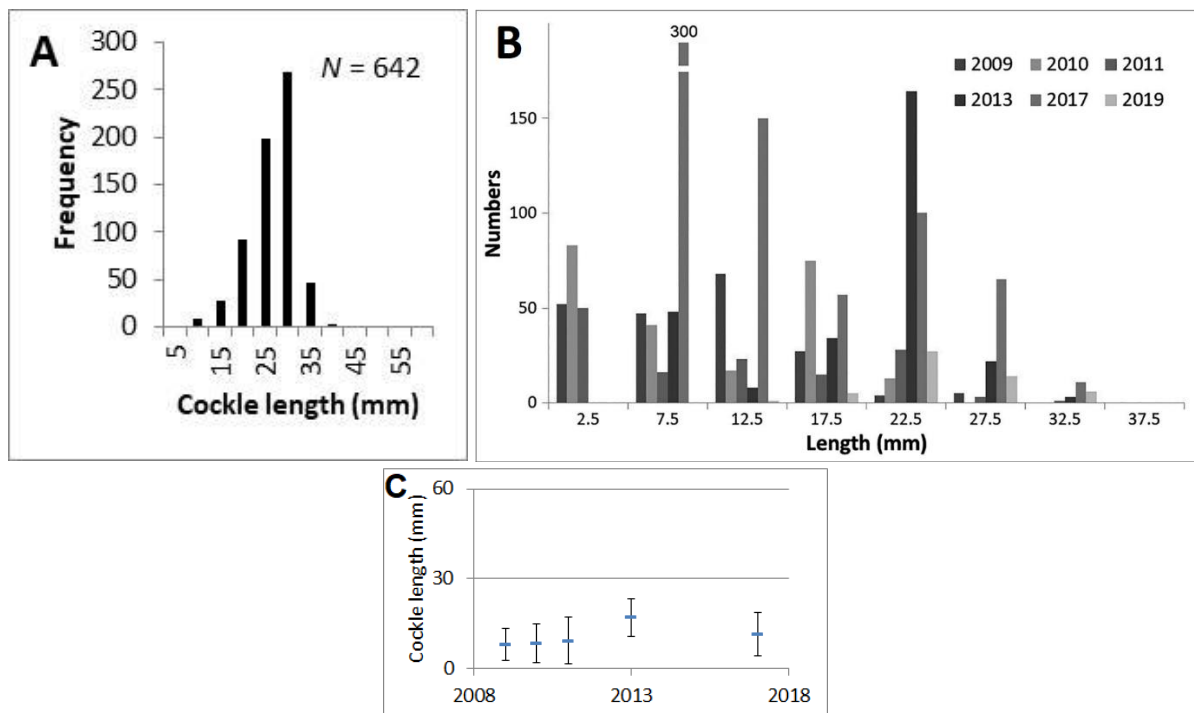 A
N = 642
Frequency
300
250
200
150
100
50
0
5
15
25
35
45
55
Cockle length (mm)
B
300
2009 2010 2011
2013 2017 2019
Numbers
150
100
50
0
2.5 7.5 12.5 17.5 22.5 27.5 32.5 37.5
Length (mm)
C
Cockle length (mm)
60
30
0
2008 2013 2018